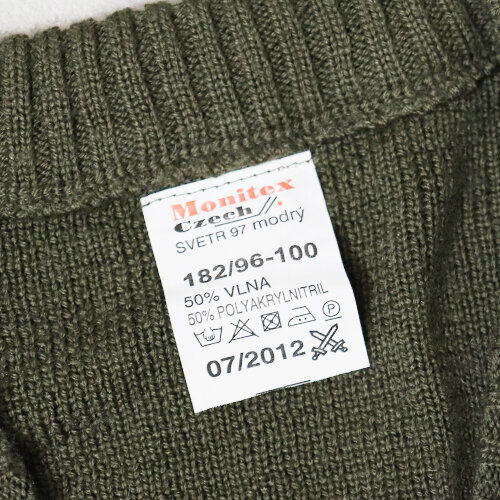 Monitex
Czech
SVETR 97 modrý
182/96-100
50% VLNA
50% POLYAKRYLNITRIL
07/2012